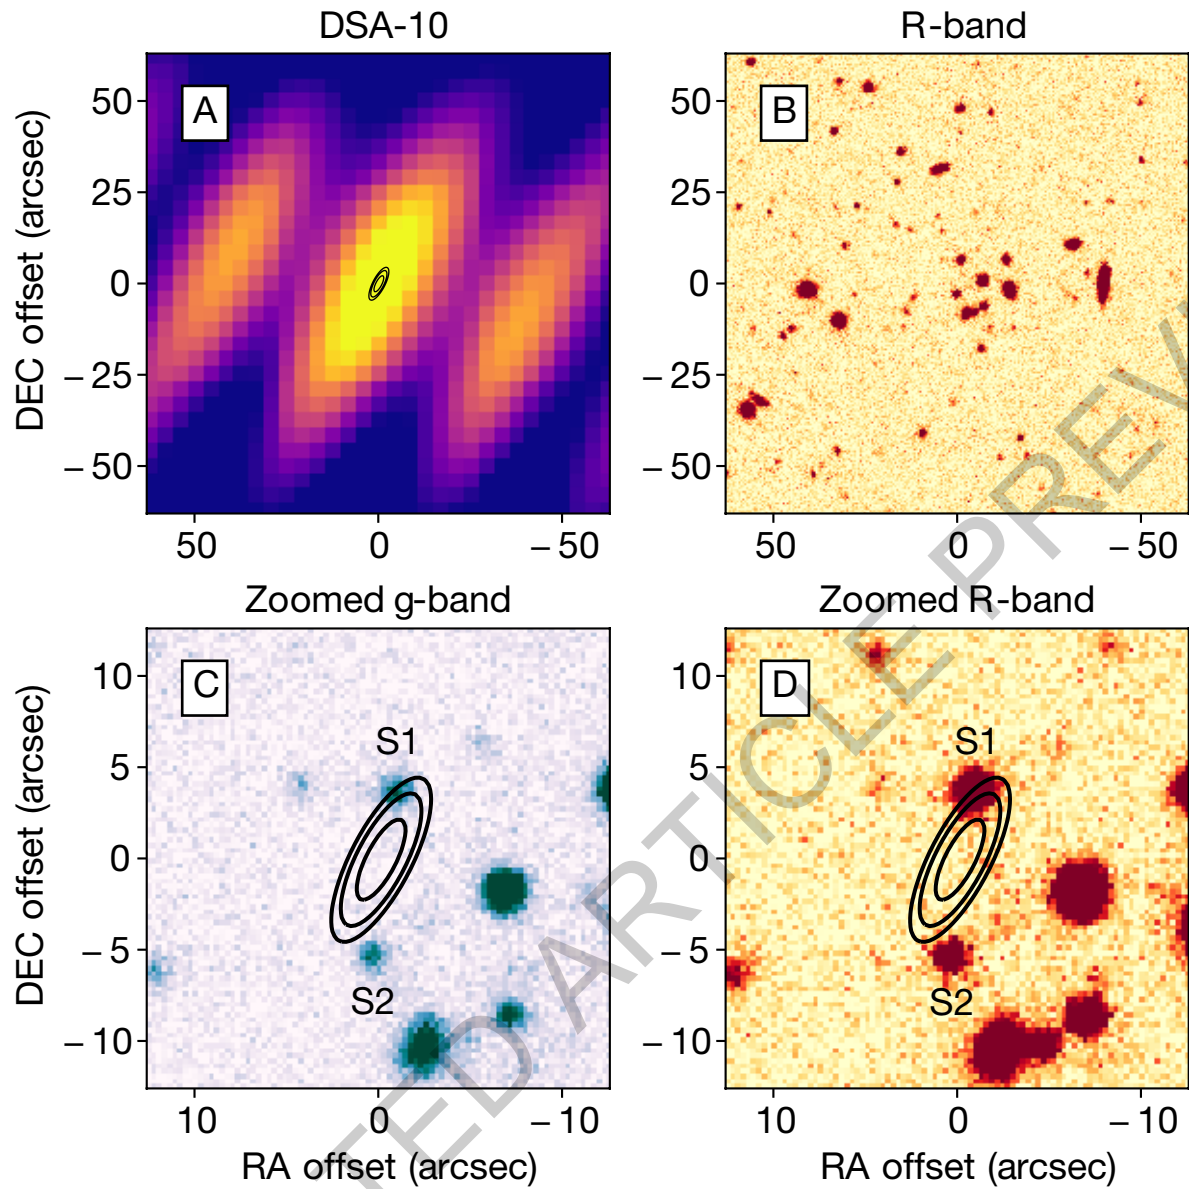 DSA-10
R-band
A
B
50
25
0
−25
−50
DEC offset (arcsec)
50
0
−50
50
25
0
−25
−50
50
0
−50
Zoomed g-band
Zoomed R-band
C
D
S1
S2
10
5
0
−5
−10
DEC offset (arcsec)
10
0
−10
RA offset (arcsec)
S1
S2
10
5
0
−5
−10
10
0
−10
RA offset (arcsec)
TED ARTICLE PREV